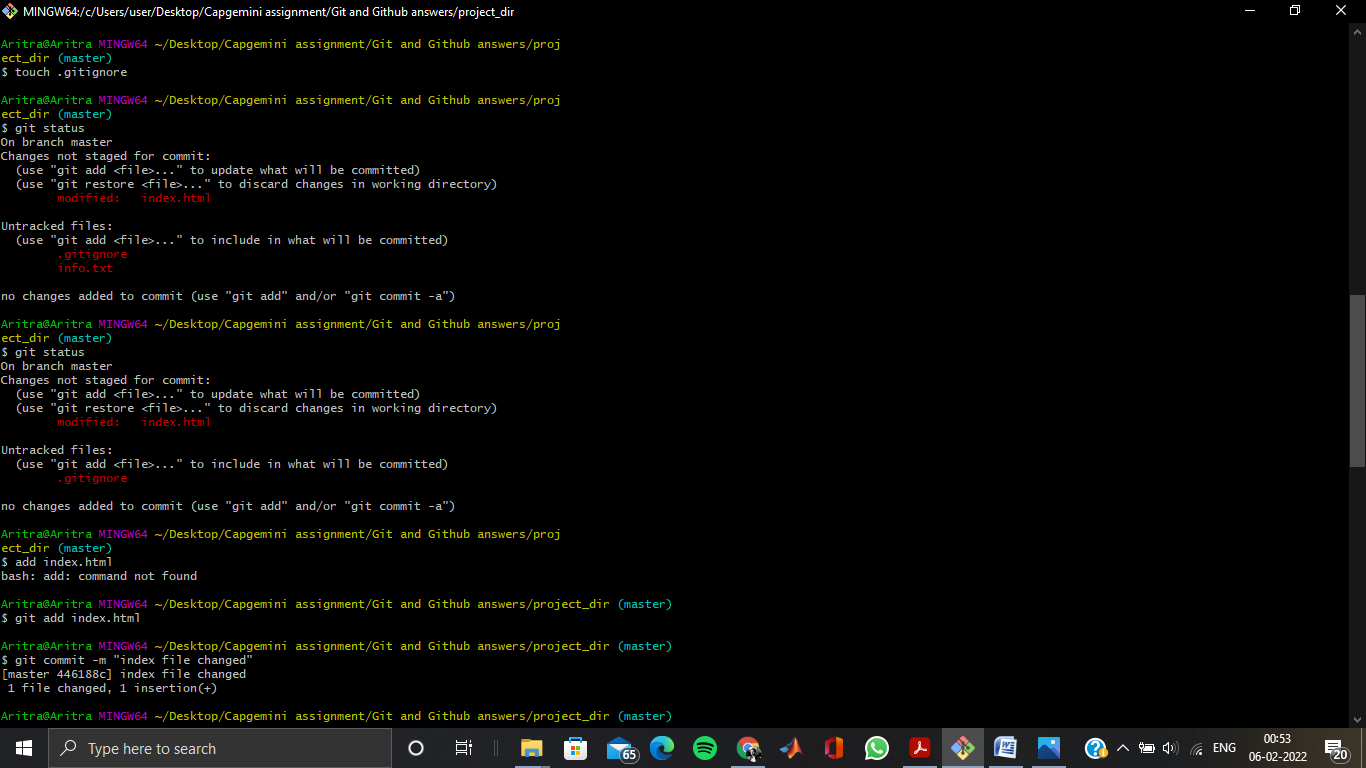 MINGW64:/c/Users/user/Desktop/Capgemini assignment/Git and Github answers/project_dir
Aritra@Aritra MINGW64 ~/Desktop/Capgemini assignment/Git and Github answers/proj
ect_dir (master)
$ touch .gitignore
Aritra@Aritra MINGW64 ~/Desktop/Capgemini assignment/Git and Github answers/proj
ect_dir (master)
$ git status
On branch master
Changes not staged for commit:
  (use "git add <file>..." to update what will be committed)
  (use "git restore <file>..." to discard changes in working directory)
        modified:   index.html
Untracked files:
  (use "git add <file>..." to include in what will be committed)
        .gitignore
        info.txt
no changes added to commit (use "git add" and/or "git commit -a")
Aritra@Aritra MINGW64 ~/Desktop/Capgemini assignment/Git and Github answers/proj
ect_dir (master)
$ git status
On branch master
Changes not staged for commit:
  (use "git add <file>..." to update what will be committed)
  (use "git restore <file>..." to discard changes in working directory)
        modified:   index.html
Untracked files:
  (use "git add <file>..." to include in what will be committed)
        .gitignore
no changes added to commit (use "git add" and/or "git commit -a")
Aritra@Aritra MINGW64 ~/Desktop/Capgemini assignment/Git and Github answers/proj
ect_dir (master)
$ add index.html
bash: add: command not found
Aritra@Aritra MINGW64 ~/Desktop/Capgemini assignment/Git and Github answers/project_dir (master)
$ git add index.html
Aritra@Aritra MINGW64 ~/Desktop/Capgemini assignment/Git and Github answers/project_dir (master)
$ git commit -m "index file changed"
[master 446188c] index file changed
 1 file changed, 1 insertion(+)
Aritra@Aritra MINGW64 ~/Desktop/Capgemini assignment/Git and Github answers/project_dir (master)
Type here to search
65
ENG
00:53
06-02-2022
20